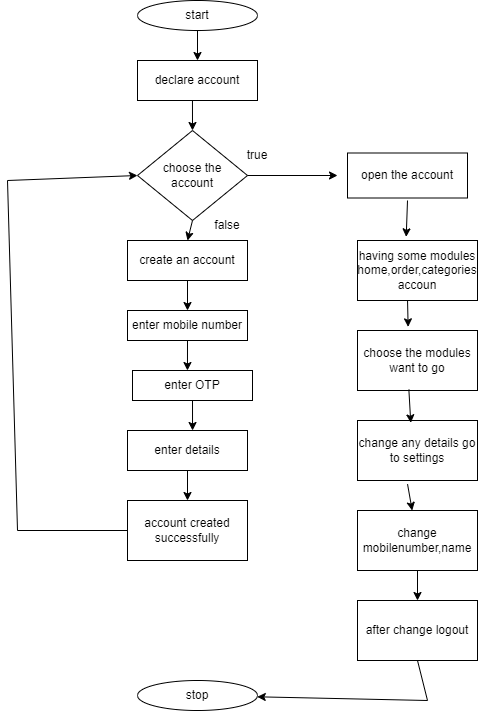 start
declare account
choose the
account
true
open the account
false
create an account
having some modules
home,order,categories
accoun
enter mobile number
choose the modules
want to go
enter OTP
enter details
change any details go
to settings
account created
successfully
change
mobilenumber,name
after change logout
stop